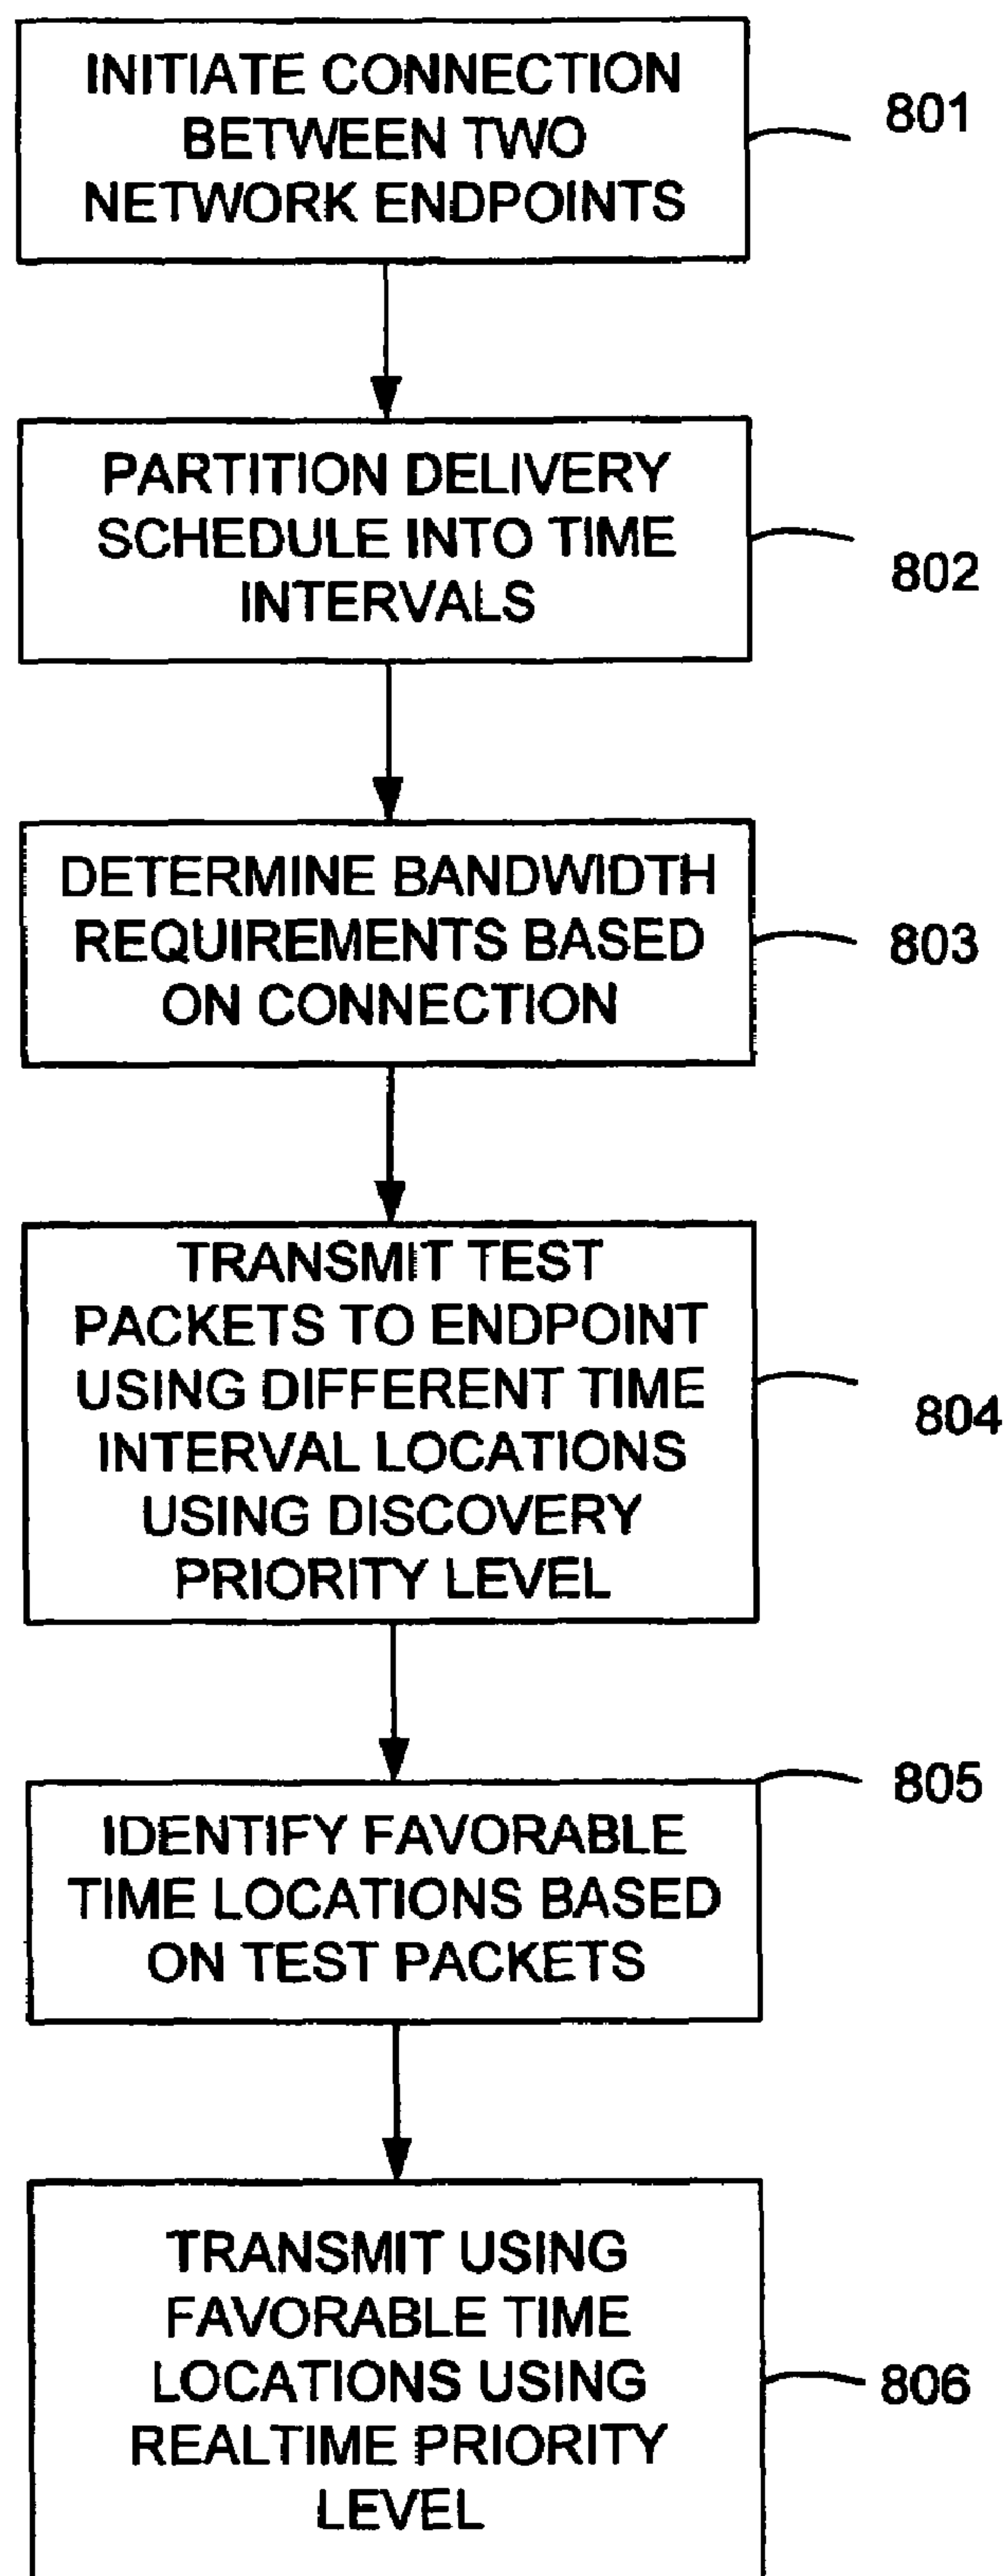 INITIATE CONNECTION
BETWEEN TWO
NETWORK ENDPOINTS
801
PARTITION DELIVERY
SCHEDULE INTO TIME
INTERVALS
802
DETERMINE BANDWIDTH
REQUIREMENTS BASED
ON CONNECTION
803
TRANSMIT TEST
PACKETS TO ENDPOINT
USING DIFFERENT TIME
INTERVAL LOCATIONS
USING DISCOVERY
PRIORITY LEVEL
804
IDENTIFY FAVORABLE
TIME LOCATIONS BASED
ON TEST PACKETS
805
TRANSMIT USING
FAVORABLE TIME
LOCATIONS USING
REALTIME PRIORITY
LEVEL
806